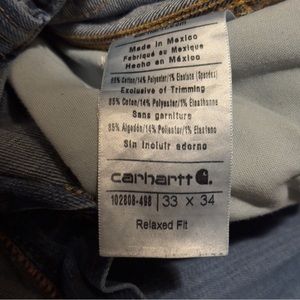 Made in Mexico
Fabriqué au Mexique
Hecho en México
85% Cotton/14% Polyester/1% Elastane (Spandex)
Exclusive of Trimming
85% Coton/14% Polyester/1% Élasthanne
Sans garniture
85% Algodón/14% Poliester/1% Elastano
Sin incluir adorno
carhartt
102808-498 33 x 34
Relaxed Fit